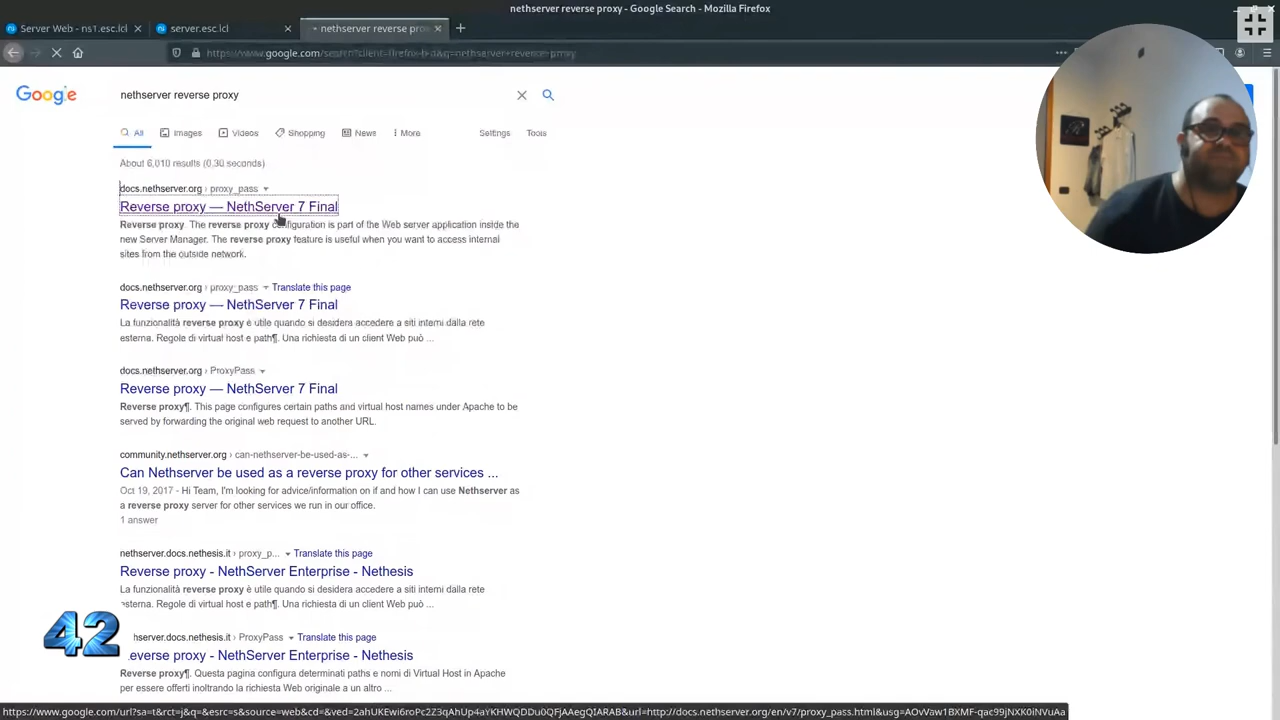 nethserver reverse proxy - Google Search - Mozilla Firefox
Server Web - ns1.esc.lcl
server.esc.lcl
nethserver reverse pro
Google
nethserver reverse proxy
All
Images
Videos
Shopping
News
More
Settings
Tools
About 6,010 results (0.30 seconds)
docs.nethserver.org › proxy_pass
Reverse proxy — NethServer 7 Final
Reverse proxy. The reverse proxy configuration is part of the Web server application inside the
new Server Manager. The reverse proxy feature is useful when you want to access internal
sites from the outside network.
docs.nethserver.org › proxy_pass Translate this page
Reverse proxy — NethServer 7 Final
La funzionalità reverse proxy è utile quando si desidera accedere a siti interni dalla rete
esterna. Regole di virtual host e path¶. Una richiesta di un client Web può ...
docs.nethserver.org › ProxyPass
Reverse proxy — NethServer 7 Final
Reverse proxy¶. This page configures certain paths and virtual host names under Apache to be
served by forwarding the original web request to another URL.
community.nethserver.org › can-nethserver-be-used-as-...
Can Nethserver be used as a reverse proxy for other services ...
Oct 19, 2017 - Hi Team, I'm looking for advice/information on if and how I can use Nethserver as
a reverse proxy server for other services we run in our office.
1 answer
nethserver.docs.nethesis.it › proxy_p... Translate this page
Reverse proxy - NethServer Enterprise - Nethesis
La funzionalità reverse proxy è utile quando si desidera accedere a siti interni dalla rete
esterna. Regole di virtual host e path¶. Una richiesta di un client Web può ...
42
hserver.docs.nethesis.it › ProxyPass Translate this page
everse proxy - NethServer Enterprise - Nethesis
Reverse proxy¶. Questa pagina configura determinati paths e nomi di Virtual Host in Apache
per essere offerti inoltrando la richiesta Web originale a un altro ...